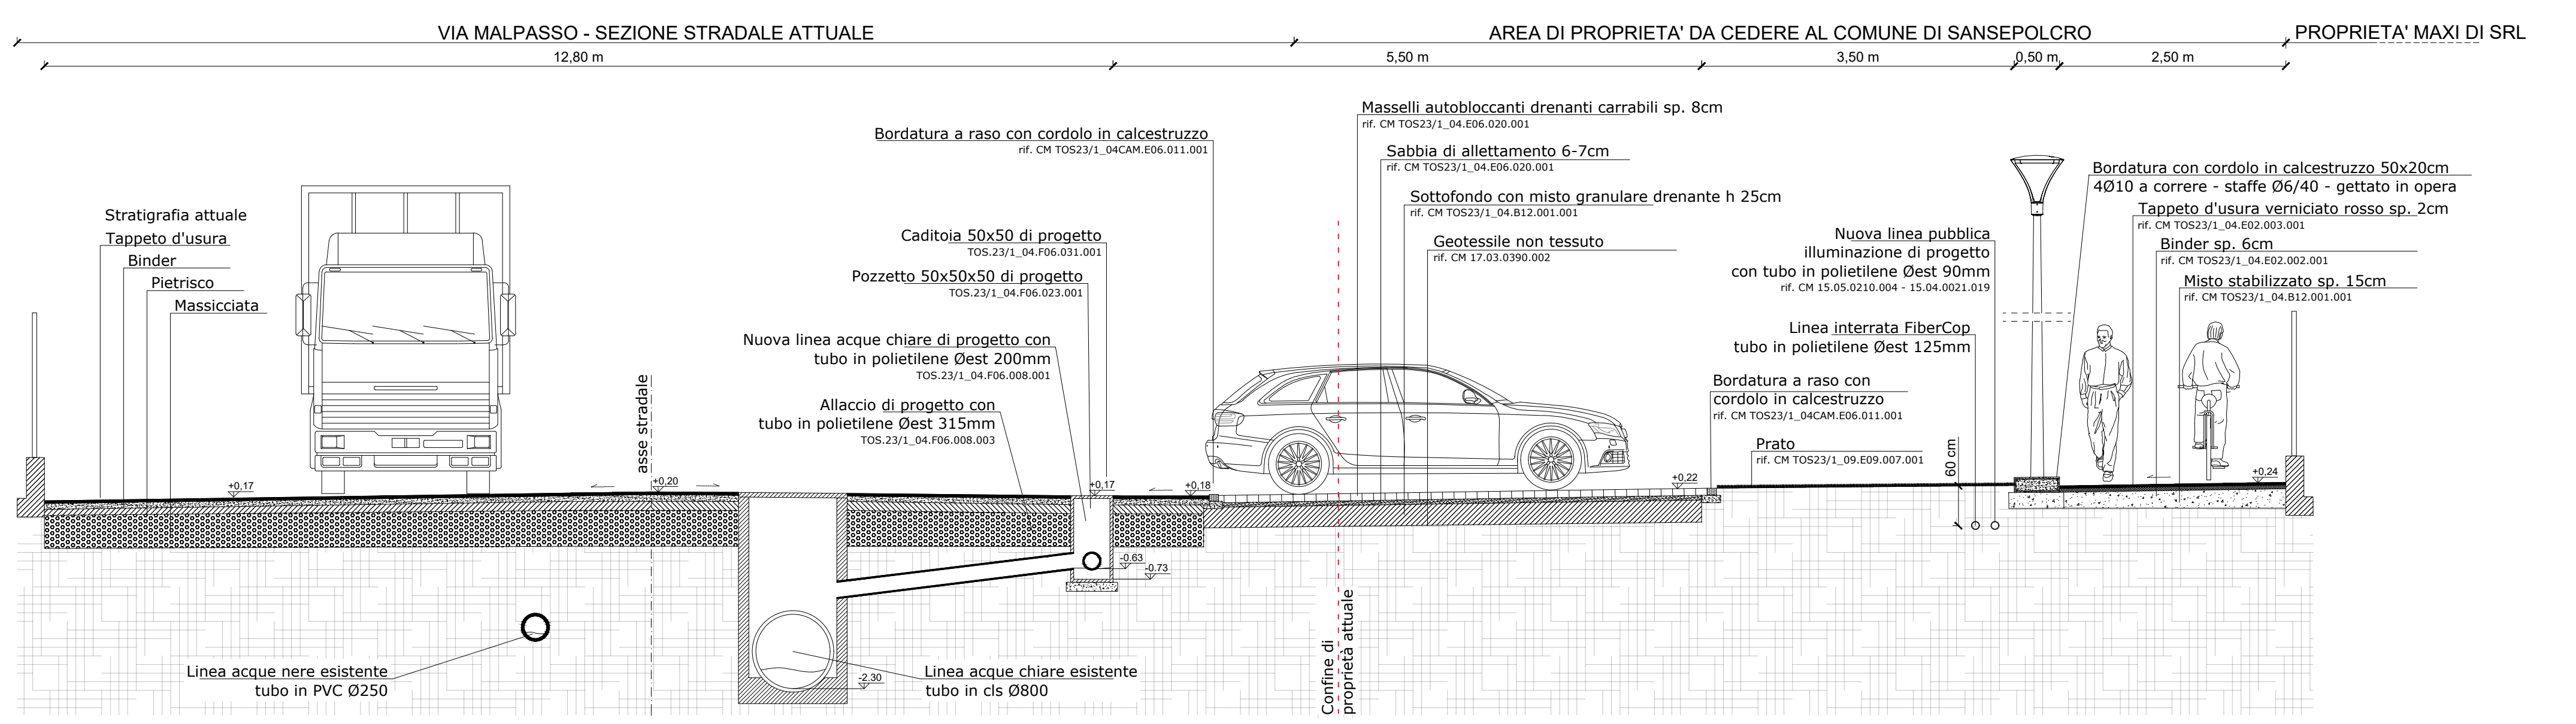 VIA MALPASSO - SEZIONE STRADALE ATTUALE
AREA DI PROPRIETA' DA CEDERE AL COMUNE DI SANSEPOLCRO
PROPRIETA' MAXI DI SRL
12,80 m
5,50 m
3,50 m
0,50 m
2,50 m
Stratigrafia attuale
Tappeto d'usura
Binder
Pietrisco
Massicciata
asse stradale
Bordatura a raso con cordolo in calcestruzzo
rif. CM TOS23/1_04CAM.E06.011.001
Caditoia 50x50 di progetto
TOS.23/1_04.F06.031.001
Pozzetto 50x50x50 di progetto
TOS.23/1_04.F06.023.001
Nuova linea acque chiare di progetto con
tubo in polietilene Øest 200mm
TOS.23/1_04.F06.008.001
Allaccio di progetto con
tubo in polietilene Øest 315mm
TOS.23/1_04.F06.008.003
Masselli autobloccanti drenanti carrabili sp. 8cm
rif. CM TOS23/1_04.E06.020.001
Sabbia di allettamento 6-7cm
rif. CM TOS23/1_04.E06.020.001
Sottofondo con misto granulare drenante h 25cm
rif. CM TOS23/1_04.B12.001.001
Geotessile non tessuto
rif. CM 17.03.0390.002
Nuova linea pubblica
illuminazione di progetto
con tubo in polietilene Øest 90mm
rif. CM 15.05.0210.004 - 15.04.0021.019
Linea interrata FiberCop
tubo in polietilene Øest 125mm
Bordatura a raso con
cordolo in calcestruzzo
rif. CM TOS23/1_04CAM.E06.011.001
Prato
rif. CM TOS23/1_09.E09.007.001
60 cm
Bordatura con cordolo in calcestruzzo 50x20cm
4Ø10 a correre - staffe Ø6/40 - gettato in opera
Tappeto d'usura verniciato rosso sp. 2cm
rif. CM TOS23/1_04.E02.003.001
Binder sp. 6cm
rif. CM TOS23/1_04.E02.002.001
Misto stabilizzato sp. 15cm
rif. CM TOS23/1_04.B12.001.001
+0,17
+0,20
+0,17
+0,18
+0,22
+0,24
-0.63
-0.73
-2.30
Linea acque nere esistente
tubo in PVC Ø250
Linea acque chiare esistente
tubo in cls Ø800
Confine di
proprietà attuale